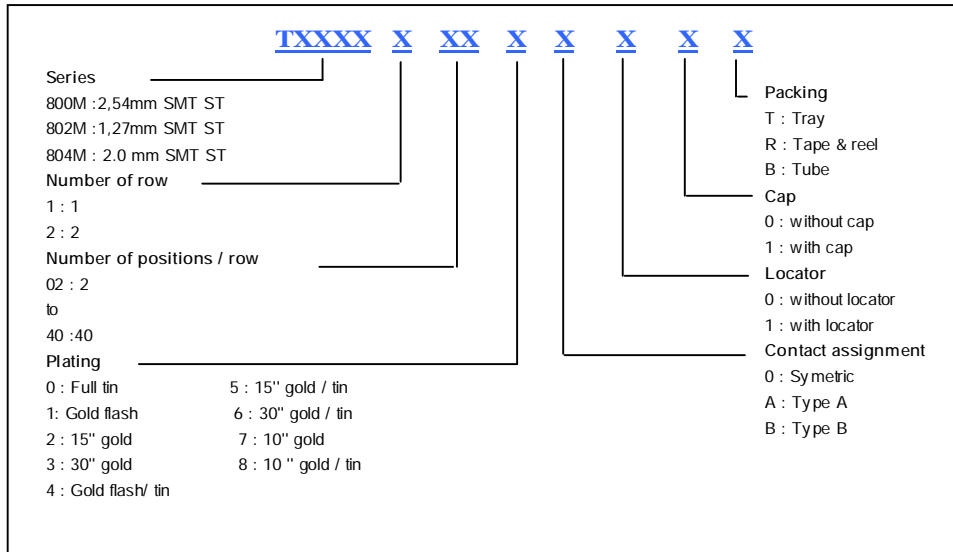 TXXXX X XX X X X X X
Series
800M :2,54mm SMT ST
802M :1,27mm SMT ST
804M : 2.0 mm SMT ST
Number of row
1 : 1
2 : 2
Number of positions / row
02 : 2
to
40 :40
Plating
0 : Full tin
1: Gold flash
2 : 15" gold
3 : 30" gold
4 : Gold flash/ tin
5 : 15" gold / tin
6 : 30" gold / tin
7 : 10" gold
8 : 10 " gold / tin
Packing
T : Tray
R : Tape & reel
B : Tube
Cap
0 : without cap
1 : with cap
Locator
0 : without locator
1 : with locator
Contact assignment
0 : Symetric
A : Type A
B : Type B